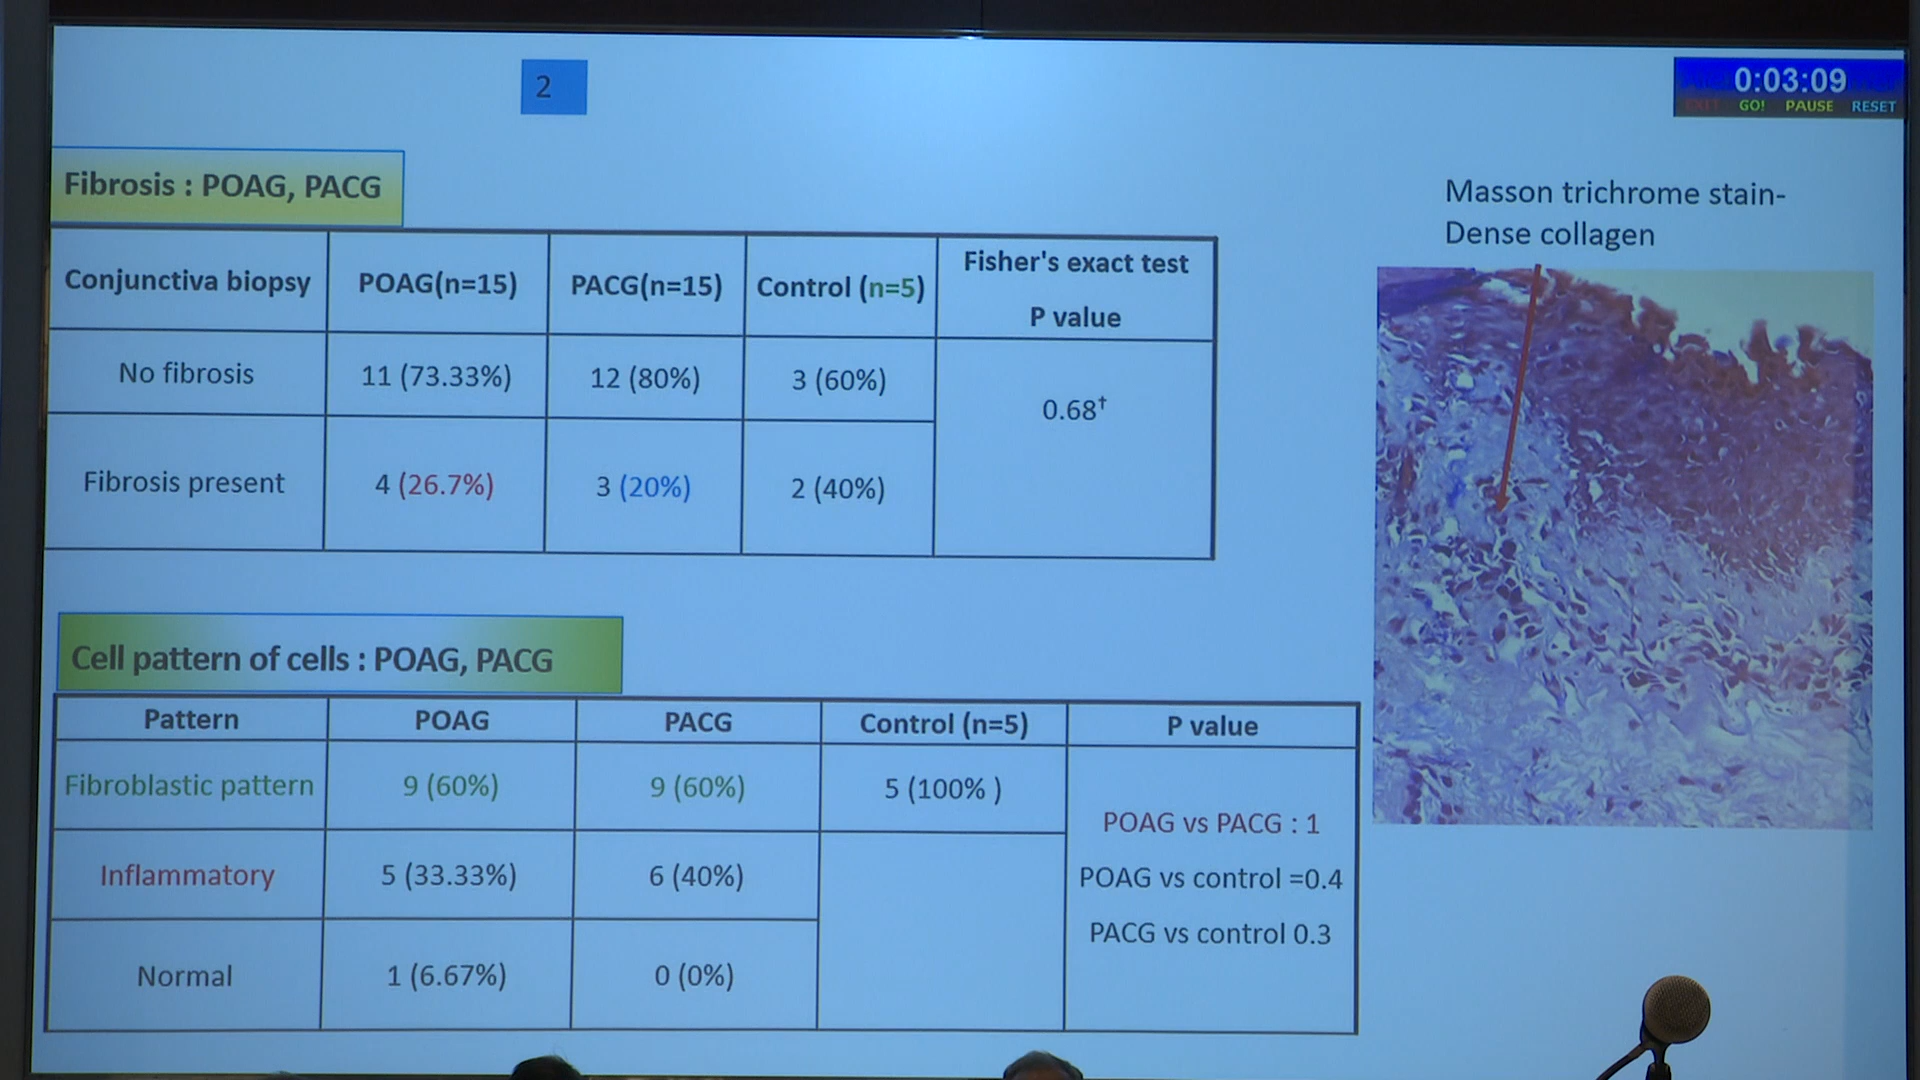 2
0:03:09
EXIT GO! PAUSE RESET
Fibrosis : POAG, PACG
Masson trichrome stain-
Dense collagen
Conjunctiva biopsy POAG(n=15) PACG(n=15) Control (n=5) Fisher's exact test
P value
No fibrosis 11 (73.33%) 12 (80%) 3 (60%) 0.68†
Fibrosis present 4 (26.7%) 3 (20%) 2 (40%)
Cell pattern of cells : POAG, PACG
Pattern POAG PACG Control (n=5) P value
Fibroblastic pattern 9 (60%) 9 (60%) 5 (100% )
POAG vs PACG : 1
Inflammatory 5 (33.33%) 6 (40%) POAG vs control =0.4
PACG vs control 0.3
Normal 1 (6.67%) 0 (0%)